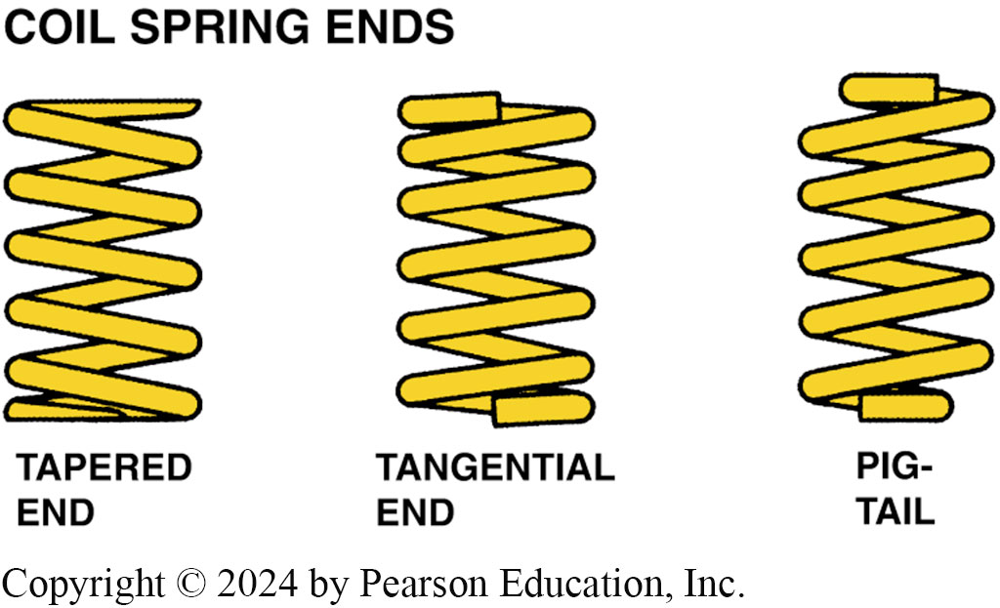 COIL SPRING ENDS
TAPERED
END
TANGENTIAL
END
PIG-
TAIL
Copyright © 2024 by Pearson Education, Inc.